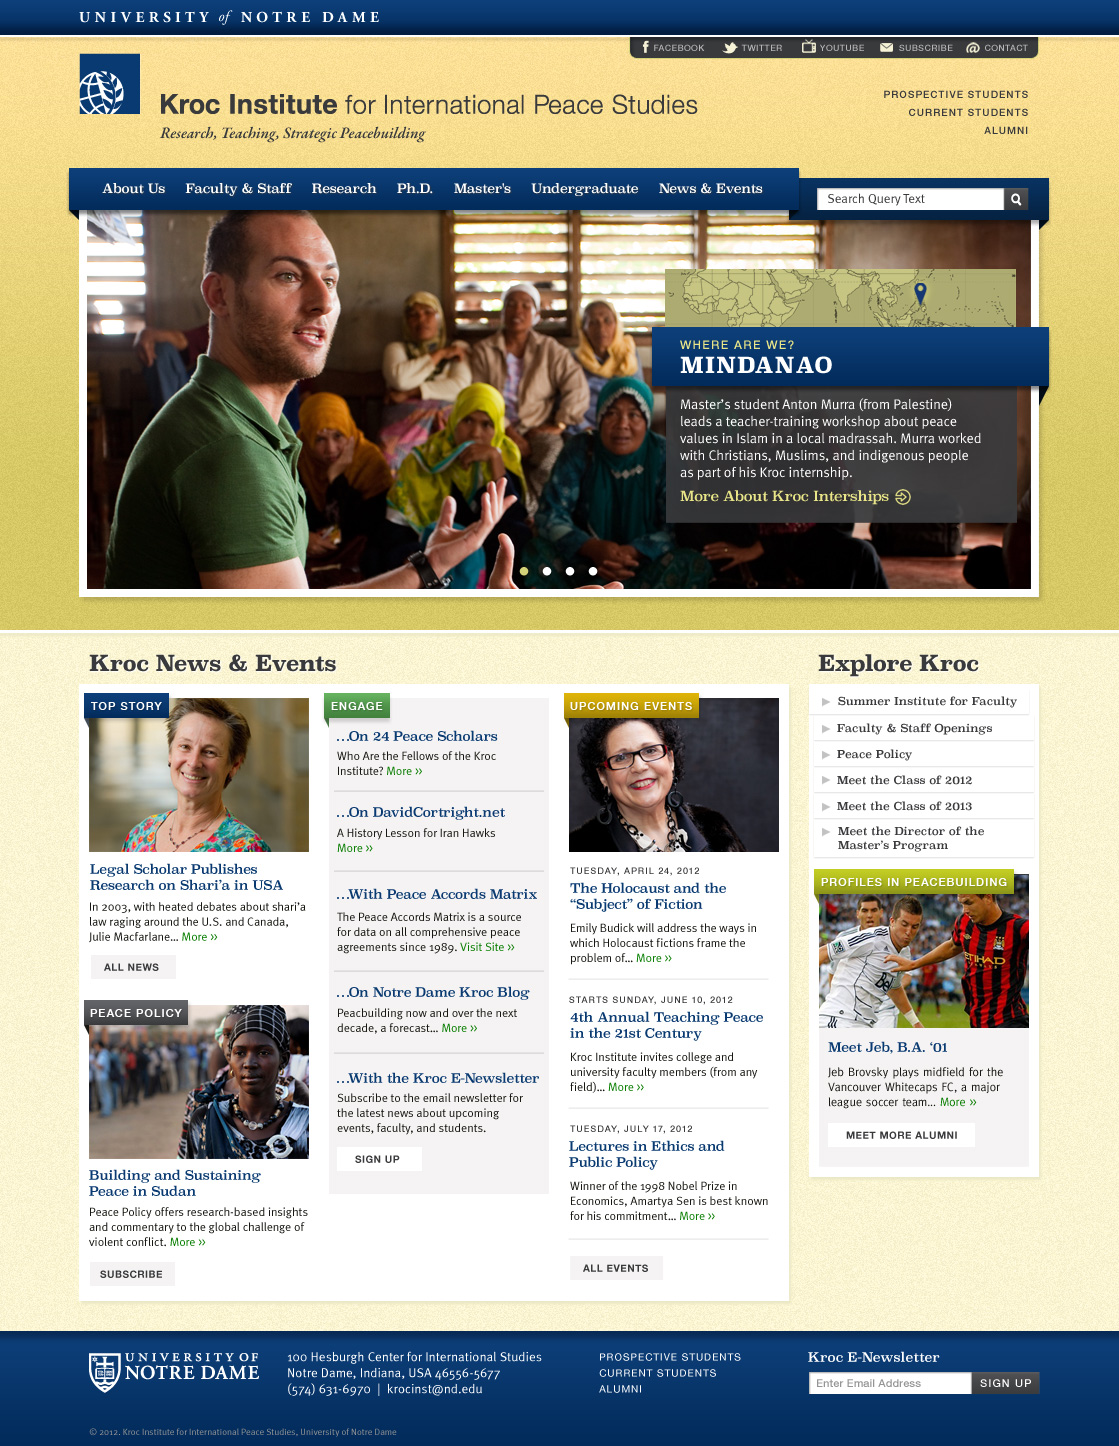 UNIVERSITY of NOTRE DAME
FACEBOOK TWITTER YOUTUBE SUBSCRIBE CONTACT
Kroc Institute for International Peace Studies
Research, Teaching, Strategic Peacebuilding
PROSPECTIVE STUDENTS
CURRENT STUDENTS
ALUMNI
About Us Faculty & Staff Research Ph.D. Master's Undergraduate News & Events
Search Query Text
WHERE ARE WE?
MINDANAO
Master's student Anton Murra (from Palestine)
leads a teacher-training workshop about peace
values in Islam in a local madrassah. Murra worked
with Christians, Muslims, and indigenous people
as part of his Kroc internship.
More About Kroc Interships
Kroc News & Events
TOP STORY
Legal Scholar Publishes
Research on Shari'a in USA
In 2003, with heated debates about shari'a
law raging around the U.S. and Canada,
Julie Macfarlane... More »
ALL NEWS
PEACE POLICY
Building and Sustaining
Peace in Sudan
Peace Policy offers research-based insights
and commentary to the global challenge of
violent conflict. More »
SUBSCRIBE
ENGAGE
...On 24 Peace Scholars
Who Are the Fellows of the Kroc
Institute? More »
...On DavidCortright.net
A History Lesson for Iran Hawks
More »
...With Peace Accords Matrix
The Peace Accords Matrix is a source
for data on all comprehensive peace
agreements since 1989. Visit Site »
...On Notre Dame Kroc Blog
Peacbuilding now and over the next
decade, a forecast... More »
...With the Kroc E-Newsletter
Subscribe to the email newsletter for
the latest news about upcoming
events, faculty, and students.
SIGN UP
UPCOMING EVENTS
TUESDAY, APRIL 24, 2012
The Holocaust and the
“Subject” of Fiction
Emily Budick will address the ways in
which Holocaust fictions frame the
problem of... More »
STARTS SUNDAY, JUNE 10, 2012
4th Annual Teaching Peace
in the 21st Century
Kroc Institute invites college and
university faculty members (from any
field)... More »
TUESDAY, JULY 17, 2012
Lectures in Ethics and
Public Policy
Winner of the 1998 Nobel Prize in
Economics, Amartya Sen is best known
for his commitment... More »
ALL EVENTS
Explore Kroc
Summer Institute for Faculty
Faculty & Staff Openings
Peace Policy
Meet the Class of 2012
Meet the Class of 2013
Meet the Director of the
Master's Program
PROFILES IN PEACEBUILDING
ETIHAD
Meet Jeb, B.A. ‘01
Jeb Brovsky plays midfield for the
Vancouver Whitecaps FC, a major
league soccer team... More »
MEET MORE ALUMNI
UNIVERSITY OF
NOTRE DAME
100 Hesburgh Center for International Studies
Notre Dame, Indiana, USA 46556-5677
(574) 631-6970 | krocinst@nd.edu
PROSPECTIVE STUDENTS
CURRENT STUDENTS
ALUMNI
Kroc E-Newsletter
Enter Email Address SIGN UP
© 2012. Kroc Institute for International Peace Studies, University of Notre Dame